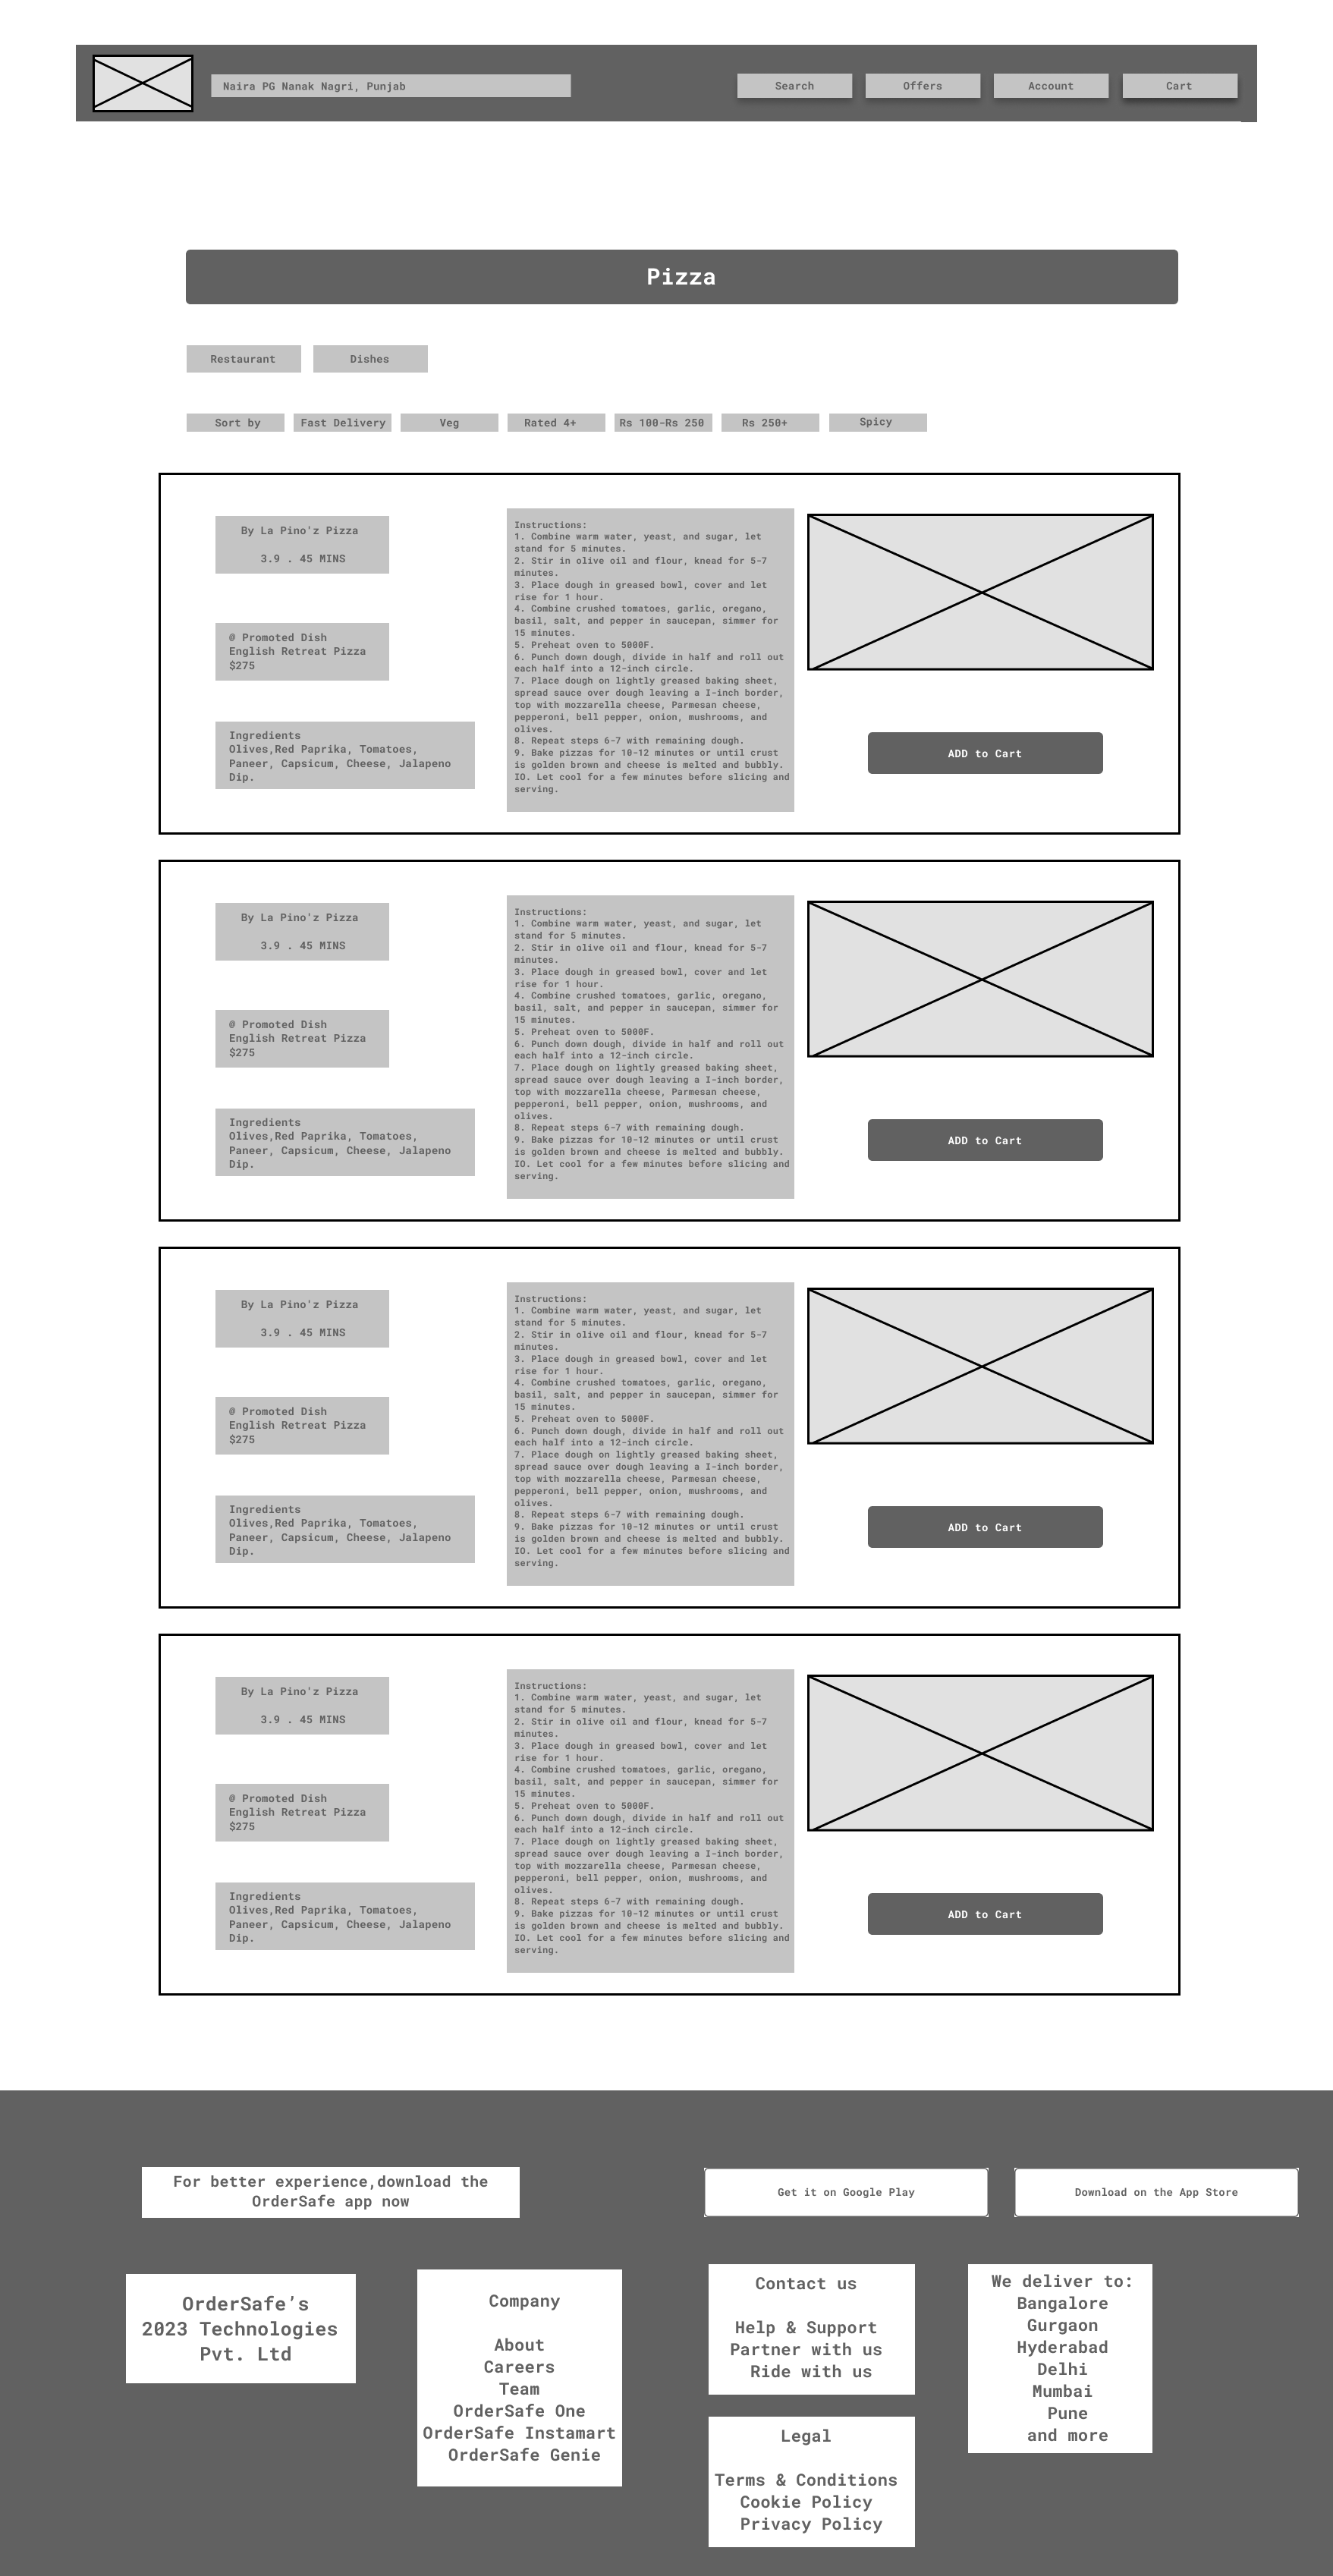 Naira PG Nanak Nagri, Punjab
Search
Offers
Account
Cart
Pizza
Restaurant
Dishes
Sort by
Fast Delivery
Veg
Rated 4+
Rs 100-Rs 250
Rs 250+
Spicy
By La Pino'z Pizza
3.9 . 45 MINS
@ Promoted Dish
English Retreat Pizza
$275
Ingredients
Olives,Red Paprika, Tomatoes,
Paneer, Capsicum, Cheese, Jalapeno
Dip.
Instructions:
1. Combine warm water, yeast, and sugar, let
stand for 5 minutes.
2. Stir in olive oil and flour, knead for 5-7
minutes.
3. Place dough in greased bowl, cover and let
rise for 1 hour.
4. Combine crushed tomatoes, garlic, oregano,
basil, salt, and pepper in saucepan, simmer for
15 minutes.
5. Preheat oven to 5000F.
6. Punch down dough, divide in half and roll out
each half into a 12-inch circle.
7. Place dough on lightly greased baking sheet,
spread sauce over dough leaving a I-inch border,
top with mozzarella cheese, Parmesan cheese,
pepperoni, bell pepper, onion, mushrooms, and
olives.
8. Repeat steps 6-7 with remaining dough.
9. Bake pizzas for 10-12 minutes or until crust
is golden brown and cheese is melted and bubbly.
IO. Let cool for a few minutes before slicing and
serving.
ADD to Cart
By La Pino'z Pizza
3.9 . 45 MINS
@ Promoted Dish
English Retreat Pizza
$275
Ingredients
Olives,Red Paprika, Tomatoes,
Paneer, Capsicum, Cheese, Jalapeno
Dip.
Instructions:
1. Combine warm water, yeast, and sugar, let
stand for 5 minutes.
2. Stir in olive oil and flour, knead for 5-7
minutes.
3. Place dough in greased bowl, cover and let
rise for 1 hour.
4. Combine crushed tomatoes, garlic, oregano,
basil, salt, and pepper in saucepan, simmer for
15 minutes.
5. Preheat oven to 5000F.
6. Punch down dough, divide in half and roll out
each half into a 12-inch circle.
7. Place dough on lightly greased baking sheet,
spread sauce over dough leaving a I-inch border,
top with mozzarella cheese, Parmesan cheese,
pepperoni, bell pepper, onion, mushrooms, and
olives.
8. Repeat steps 6-7 with remaining dough.
9. Bake pizzas for 10-12 minutes or until crust
is golden brown and cheese is melted and bubbly.
IO. Let cool for a few minutes before slicing and
serving.
ADD to Cart
By La Pino'z Pizza
3.9 . 45 MINS
@ Promoted Dish
English Retreat Pizza
$275
Ingredients
Olives,Red Paprika, Tomatoes,
Paneer, Capsicum, Cheese, Jalapeno
Dip.
Instructions:
1. Combine warm water, yeast, and sugar, let
stand for 5 minutes.
2. Stir in olive oil and flour, knead for 5-7
minutes.
3. Place dough in greased bowl, cover and let
rise for 1 hour.
4. Combine crushed tomatoes, garlic, oregano,
basil, salt, and pepper in saucepan, simmer for
15 minutes.
5. Preheat oven to 5000F.
6. Punch down dough, divide in half and roll out
each half into a 12-inch circle.
7. Place dough on lightly greased baking sheet,
spread sauce over dough leaving a I-inch border,
top with mozzarella cheese, Parmesan cheese,
pepperoni, bell pepper, onion, mushrooms, and
olives.
8. Repeat steps 6-7 with remaining dough.
9. Bake pizzas for 10-12 minutes or until crust
is golden brown and cheese is melted and bubbly.
IO. Let cool for a few minutes before slicing and
serving.
ADD to Cart
By La Pino'z Pizza
3.9 . 45 MINS
@ Promoted Dish
English Retreat Pizza
$275
Ingredients
Olives,Red Paprika, Tomatoes,
Paneer, Capsicum, Cheese, Jalapeno
Dip.
Instructions:
1. Combine warm water, yeast, and sugar, let
stand for 5 minutes.
2. Stir in olive oil and flour, knead for 5-7
minutes.
3. Place dough in greased bowl, cover and let
rise for 1 hour.
4. Combine crushed tomatoes, garlic, oregano,
basil, salt, and pepper in saucepan, simmer for
15 minutes.
5. Preheat oven to 5000F.
6. Punch down dough, divide in half and roll out
each half into a 12-inch circle.
7. Place dough on lightly greased baking sheet,
spread sauce over dough leaving a I-inch border,
top with mozzarella cheese, Parmesan cheese,
pepperoni, bell pepper, onion, mushrooms, and
olives.
8. Repeat steps 6-7 with remaining dough.
9. Bake pizzas for 10-12 minutes or until crust
is golden brown and cheese is melted and bubbly.
IO. Let cool for a few minutes before slicing and
serving.
ADD to Cart
For better experience,download the
OrderSafe app now
Get it on Google Play
Download on the App Store
OrderSafe’s
2023 Technologies
Pvt. Ltd
Company
About
Careers
Team
OrderSafe One
OrderSafe Instamart
OrderSafe Genie
Contact us
Help & Support
Partner with us
Ride with us
Legal
Terms & Conditions
Cookie Policy
Privacy Policy
We deliver to:
Bangalore
Gurgaon
Hyderabad
Delhi
Mumbai
Pune
and more